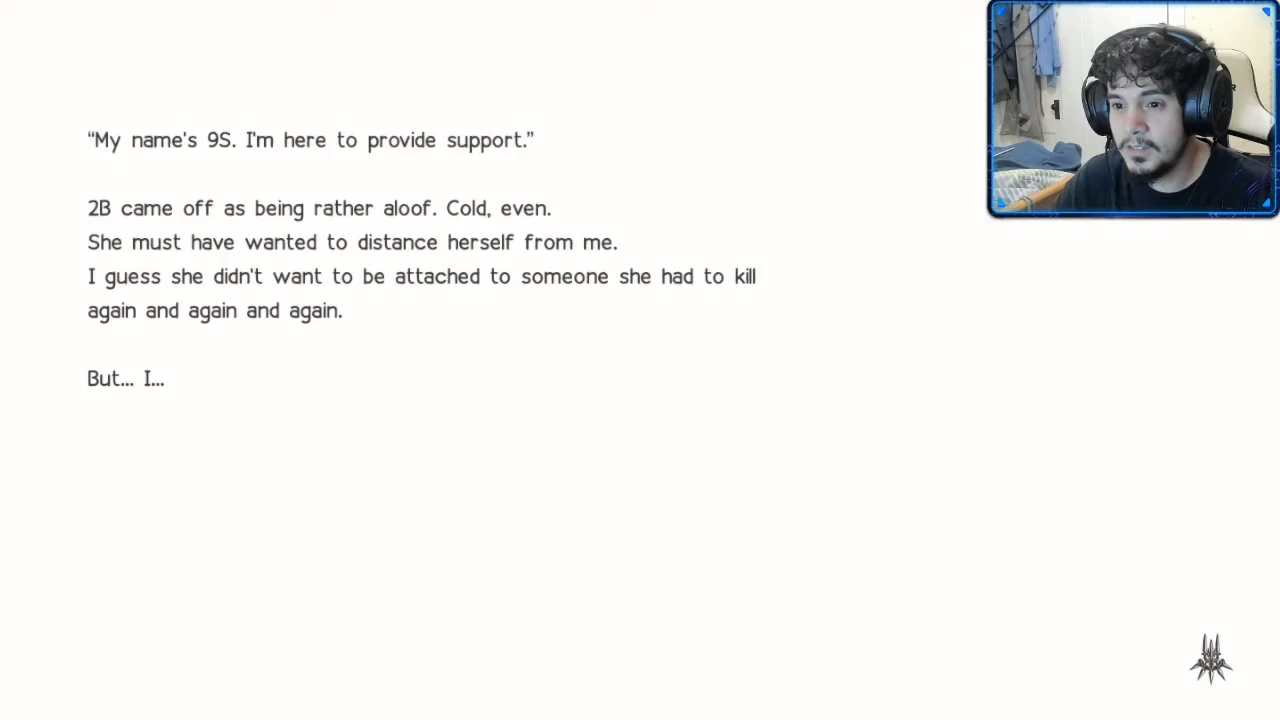 “My name's 9S. I'm here to provide support.”
2B came off as being rather aloof. Cold, even.
She must have wanted to distance herself from me.
I guess she didn't want to be attached to someone she had to kill
again and again and again.
But... I...